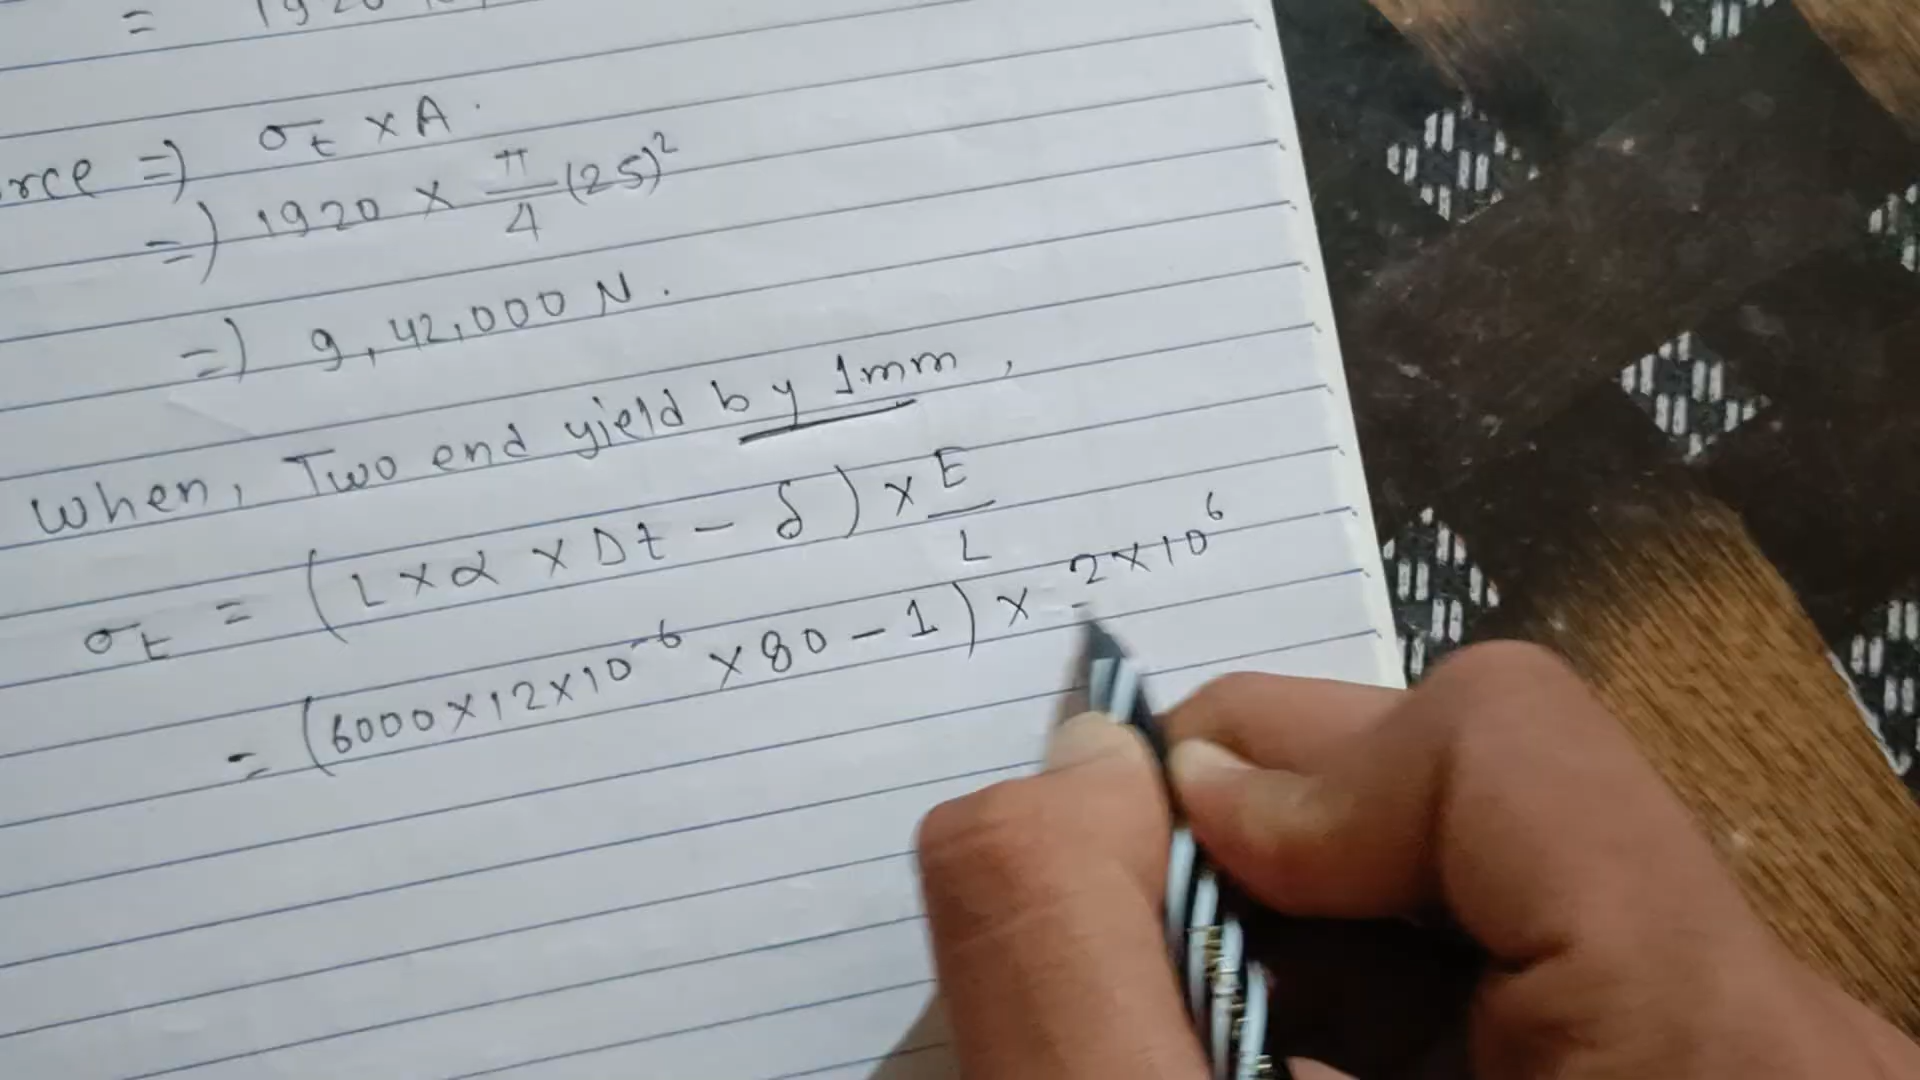 = 1920
rce ⇒ σt × A.
⇒ 1920 × π/4 (25)²
⇒ 9,42,000 N.
When, Two end yield by 1mm,
σt = (L × α × Δt − δ) × E/L
= (6000 × 12 × 10⁻⁶ × 80 − 1) × 2 × 10⁶